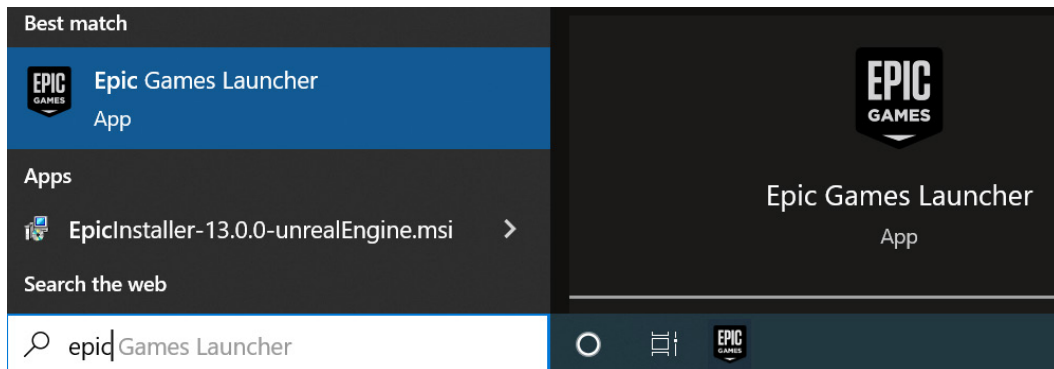 Best match
EPIC
GAMES
Epic Games Launcher
App
Apps
EpicInstaller-13.0.0-unrealEngine.msi
Search the web
epic Games Launcher
EPIC
GAMES
Epic Games Launcher
App
EPIC
GAMES